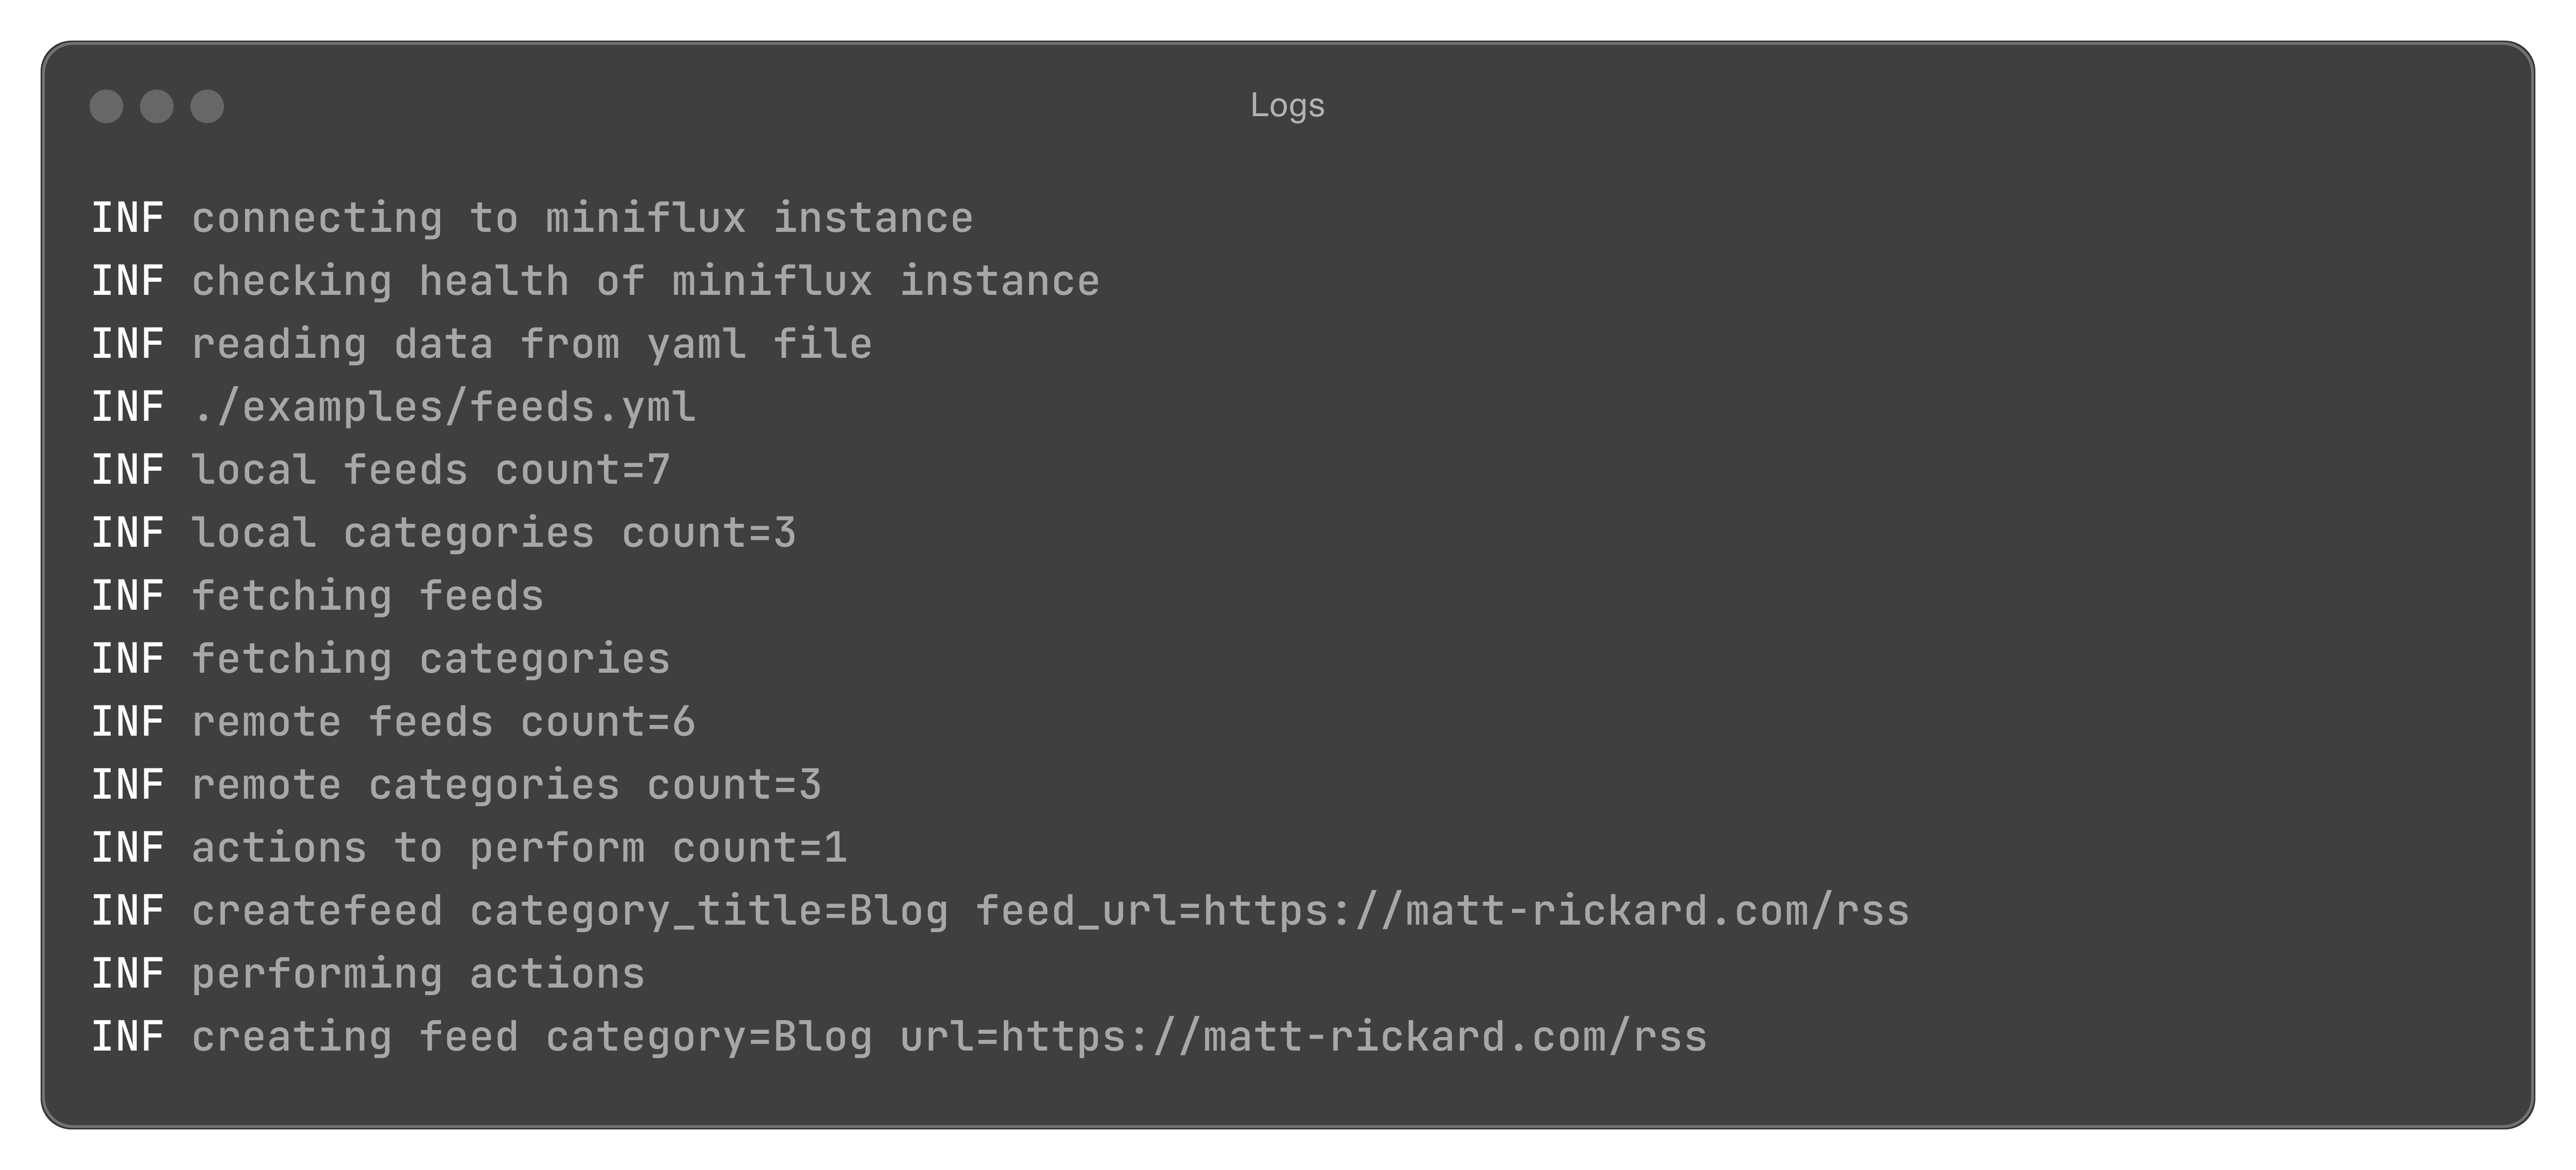 Logs
INF connecting to miniflux instance
INF checking health of miniflux instance
INF reading data from yaml file
INF ./examples/feeds.yml
INF local feeds count=7
INF local categories count=3
INF fetching feeds
INF fetching categories
INF remote feeds count=6
INF remote categories count=3
INF actions to perform count=1
INF createfeed category_title=Blog feed_url=https://matt-rickard.com/rss
INF performing actions
INF creating feed category=Blog url=https://matt-rickard.com/rss